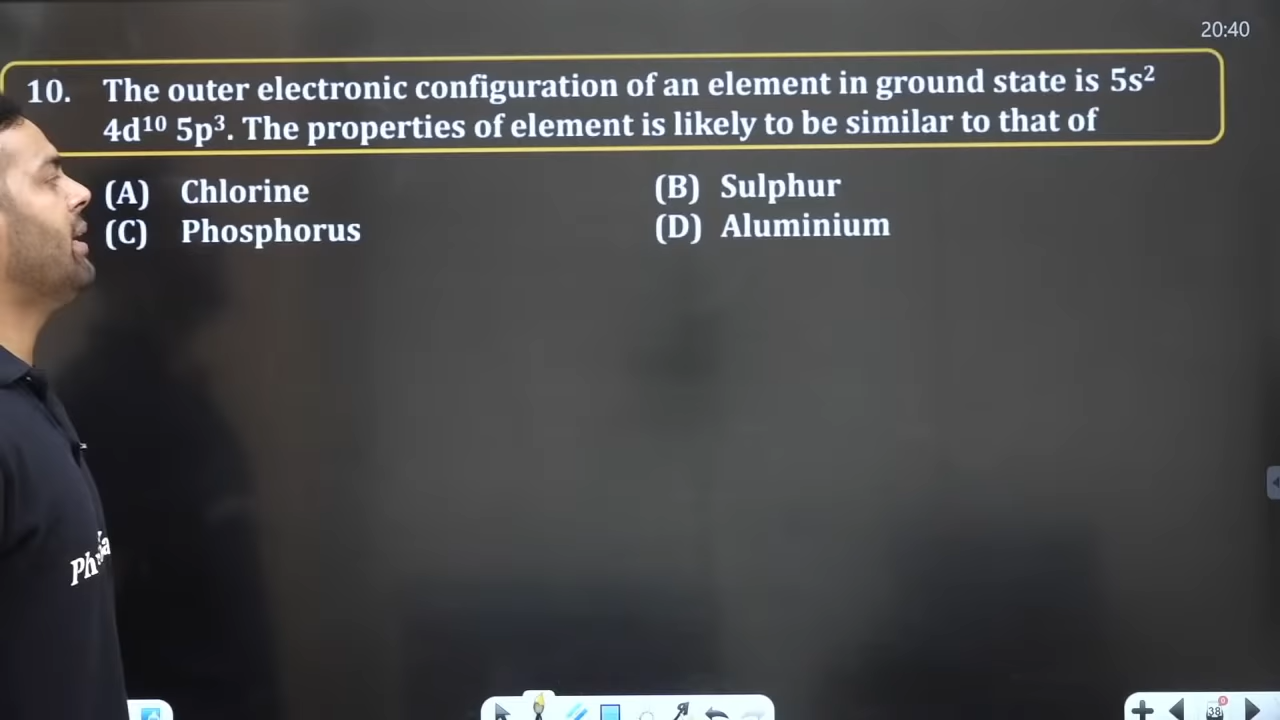 20:40
10. The outer electronic configuration of an element in ground state is 5s²
4d¹⁰ 5p³. The properties of element is likely to be similar to that of
(A) Chlorine
(B) Sulphur
(C) Phosphorus
(D) Aluminium
38